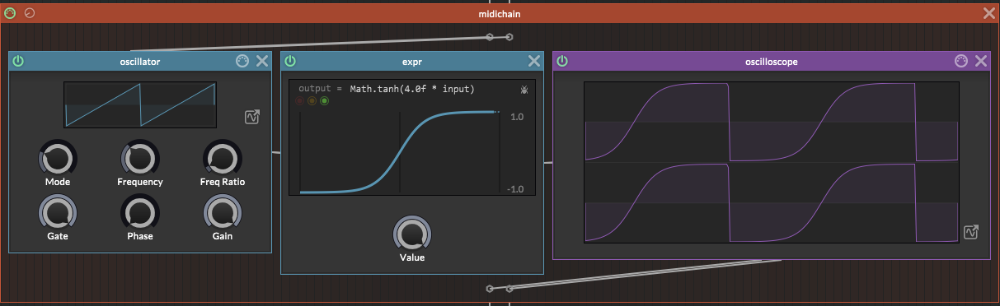 midichain
oscillator
expr
oscilloscope
output = Math.tanh(4.0f * input)
1.0
-1.0
Mode
Frequency
Freq Ratio
Gate
Phase
Gain
Value